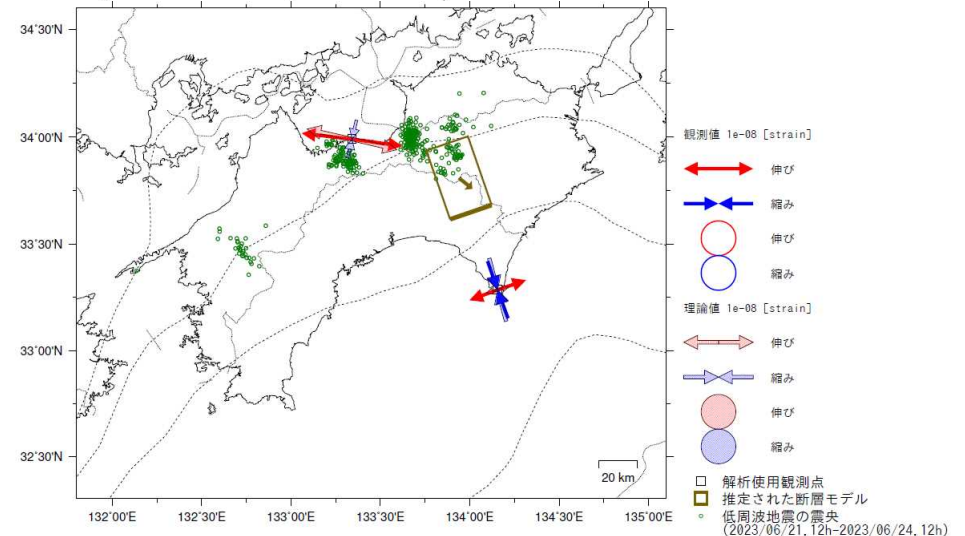 34°30'N
34°00'N
33°30'N
33°00'N
32°30'N
132°00'E
132°30'E
133°00'E
133°30'E
134°00'E
134°30'E
135°00'E
20 km
観測値 1e-08 [strain]
伸び
縮み
伸び
縮み
理論値 1e-08 [strain]
伸び
縮み
伸び
縮み
解析使用観測点
推定された断層モデル
低周波地震の震央
(2023/06/21.12h-2023/06/24.12h)